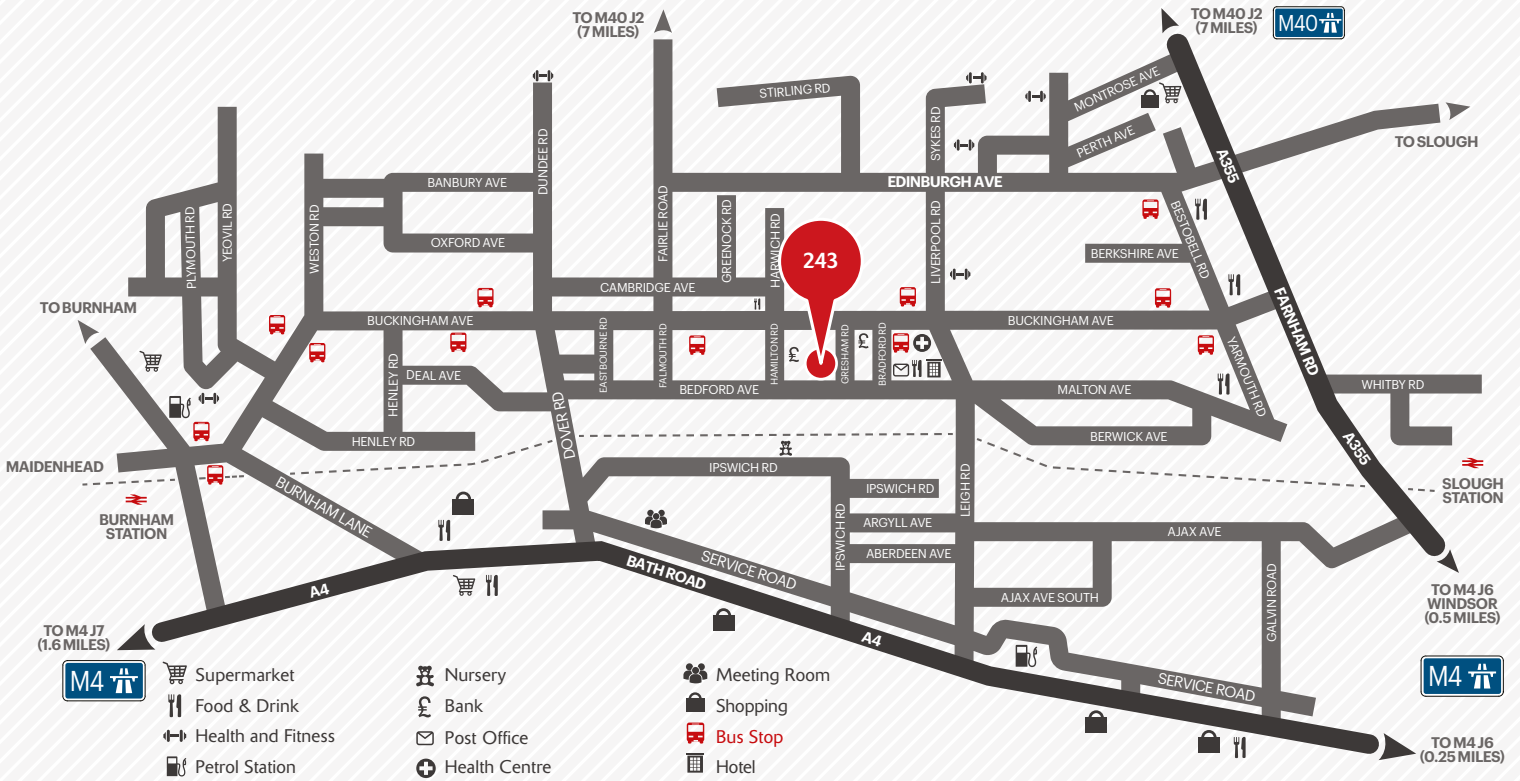 TO M40 J2
(7 MILES)
TO M40 J2
(7 MILES)
M40
STIRLING RD
MONTROSE AVE
SYKES RD
PERTH AVE
TO SLOUGH
A355
DUNDEE RD
BANBURY AVE
EDINBURGH AVE
PLYMOUTH RD
YEOVIL RD
WESTON RD
OXFORD AVE
FAIRLIE ROAD
GREENOCK RD
HARWICH RD
243
LIVERPOOL RD
BESTOBELL RD
BERKSHIRE AVE
CAMBRIDGE AVE
TO BURNHAM
BUCKINGHAM AVE
BUCKINGHAM AVE
FARNHAM RD
EASTBOURNE RD
FALMOUTH RD
HAMILTON RD
GRESHAM RD
BRADFORD RD
YARMOUTH RD
HENLEY RD
DEAL AVE
BEDFORD AVE
MALTON AVE
WHITBY RD
DOVER RD
HENLEY RD
BERWICK AVE
A355
MAIDENHEAD
IPSWICH RD
IPSWICH RD
LEIGH RD
SLOUGH
STATION
BURNHAM
STATION
BURNHAM LANE
IPSWICH RD
ARGYLL AVE
AJAX AVE
ABERDEEN AVE
SERVICE ROAD
BATH ROAD
A4
AJAX AVE SOUTH
GALVIN ROAD
TO M4 J6
WINDSOR
(0.5 MILES)
TO M4 J7
(1.6 MILES)
A4
M4
M4
SERVICE ROAD
Supermarket
Food & Drink
Health and Fitness
Petrol Station
Nursery
Bank
Post Office
Health Centre
Meeting Room
Shopping
Bus Stop
Hotel
TO M4 J6
(0.25 MILES)